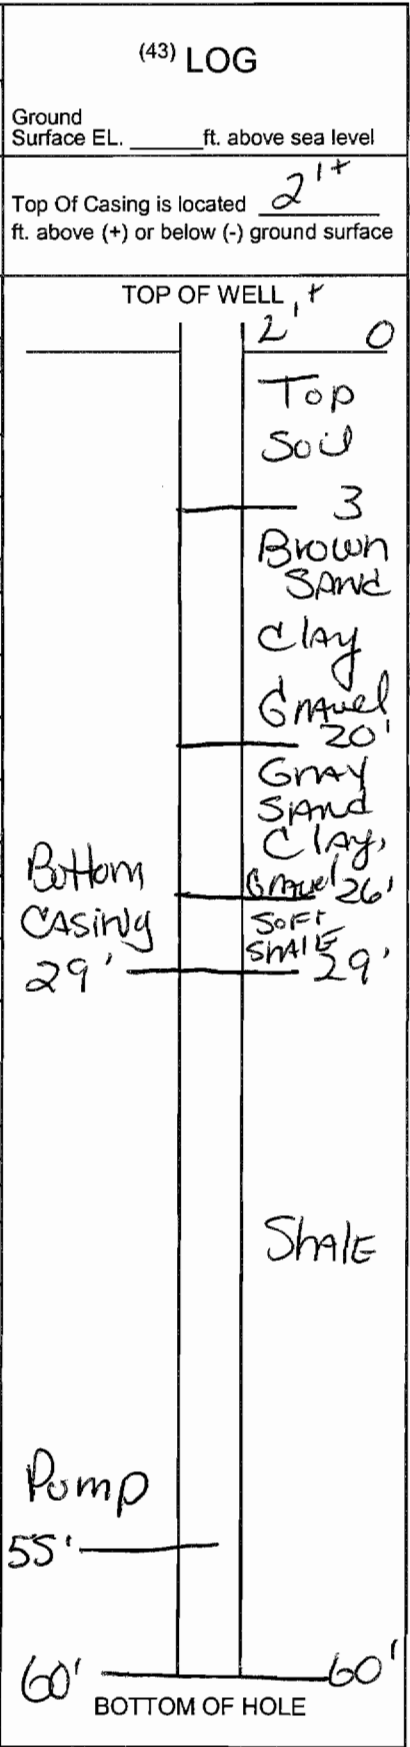 (43) LOG
Ground
Surface EL. ______ ft. above sea level
Top Of Casing is located 2'+
ft. above (+) or below (-) ground surface
TOP OF WELL
2'+ 0
Top
Soil
3
Brown
SANd
Clay
Gravel
20'
Gray
SANd
Clay,
Gravel 26'
Bottom
CASiNg
29'
SOFt
SHAlE
29'
ShAlE
Pump
55'
60' 60'
BOTTOM OF HOLE